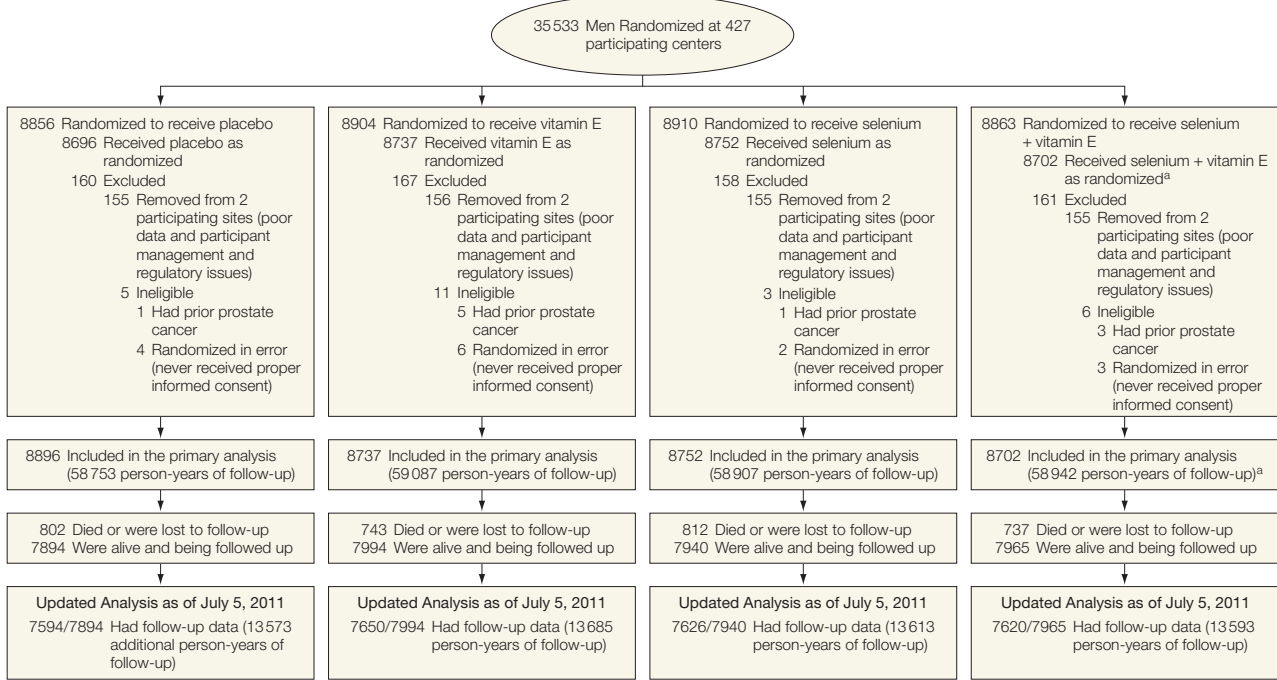 35 533 Men Randomized at 427
participating centers
8856 Randomized to receive placebo
8696 Received placebo as
randomized
160 Excluded
155 Removed from 2
participating sites (poor
data and participant
management and
regulatory issues)
5 Ineligible
1 Had prior prostate
cancer
4 Randomized in error
(never received proper
informed consent)
8904 Randomized to receive vitamin E
8737 Received vitamin E as
randomized
167 Excluded
156 Removed from 2
participating sites (poor
data and participant
management and
regulatory issues)
11 Ineligible
5 Had prior prostate
cancer
6 Randomized in error
(never received proper
informed consent)
8910 Randomized to receive selenium
8752 Received selenium as
randomized
158 Excluded
155 Removed from 2
participating sites (poor
data and participant
management and
regulatory issues)
3 Ineligible
1 Had prior prostate
cancer
2 Randomized in error
(never received proper
informed consent)
8863 Randomized to receive selenium
+ vitamin E
8702 Received selenium + vitamin E
as randomizedᵃ
161 Excluded
155 Removed from 2
participating sites (poor
data and participant
management and
regulatory issues)
6 Ineligible
3 Had prior prostate
cancer
3 Randomized in error
(never received proper
informed consent)
8896 Included in the primary analysis
(58 753 person-years of follow-up)
8737 Included in the primary analysis
(59 087 person-years of follow-up)
8752 Included in the primary analysis
(58 907 person-years of follow-up)
8702 Included in the primary analysis
(58 942 person-years of follow-up)ᵃ
802 Died or were lost to follow-up
7894 Were alive and being followed up
743 Died or were lost to follow-up
7994 Were alive and being followed up
812 Died or were lost to follow-up
7940 Were alive and being followed up
737 Died or were lost to follow-up
7965 Were alive and being followed up
Updated Analysis as of July 5, 2011
7594/7894 Had follow-up data (13 573
additional person-years of
follow-up)
Updated Analysis as of July 5, 2011
7650/7994 Had follow-up data (13 685
person-years of follow-up)
Updated Analysis as of July 5, 2011
7626/7940 Had follow-up data (13 613
person-years of follow-up)
Updated Analysis as of July 5, 2011
7620/7965 Had follow-up data (13 593
person-years of follow-up)